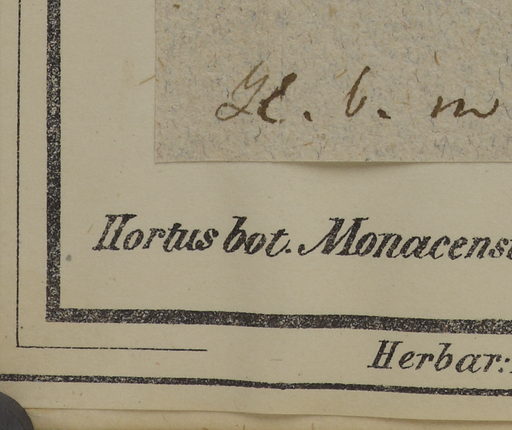 H. b. m
Hortus bot. Monacens
Herbar: